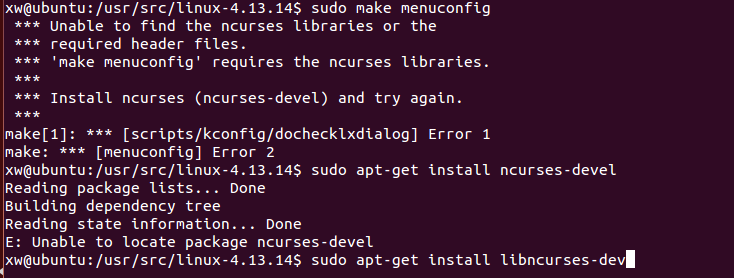 xw@ubuntu:/usr/src/linux-4.13.14$ sudo make menuconfig
 *** Unable to find the ncurses libraries or the
 *** required header files.
 *** 'make menuconfig' requires the ncurses libraries.
 ***
 *** Install ncurses (ncurses-devel) and try again.
 ***
make[1]: *** [scripts/kconfig/dochecklxdialog] Error 1
make: *** [menuconfig] Error 2
xw@ubuntu:/usr/src/linux-4.13.14$ sudo apt-get install ncurses-devel
Reading package lists... Done
Building dependency tree
Reading state information... Done
E: Unable to locate package ncurses-devel
xw@ubuntu:/usr/src/linux-4.13.14$ sudo apt-get install libncurses-dev